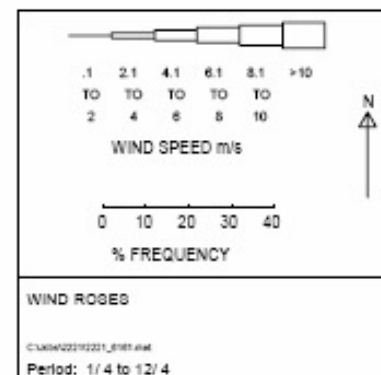 .1 2.1 4.1 6.1 8.1 >10
TO TO TO TO TO
2 4 6 8 10
N
WIND SPEED m/s
0 10 20 30 40
% FREQUENCY
WIND ROSES
Period: 1/ 4 to 12/ 4